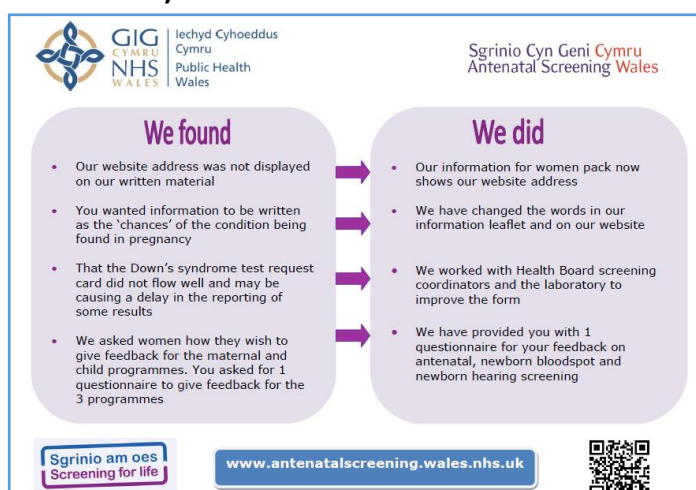 GIG
CYMRU
NHS
WALES
Iechyd Cyhoeddus
Cymru
Public Health
Wales
Sgrinio Cyn Geni Cymru
Antenatal Screening Wales
We found
• Our website address was not displayed
on our written material
• You wanted information to be written
as the ‘chances’ of the condition being
found in pregnancy
• That the Down’s syndrome test request
card did not flow well and may be
causing a delay in the reporting of
some results
• We asked women how they wish to
give feedback for the maternal and
child programmes. You asked for 1
questionnaire to give feedback for the
3 programmes
We did
• Our information for women pack now
shows our website address
• We have changed the words in our
information leaflet and on our website
• We worked with Health Board screening
coordinators and the laboratory to
improve the form
• We have provided you with 1
questionnaire for your feedback on
antenatal, newborn bloodspot and
newborn hearing screening
Sgrinio am oes
Screening for life
www.antenatalscreening.wales.nhs.uk